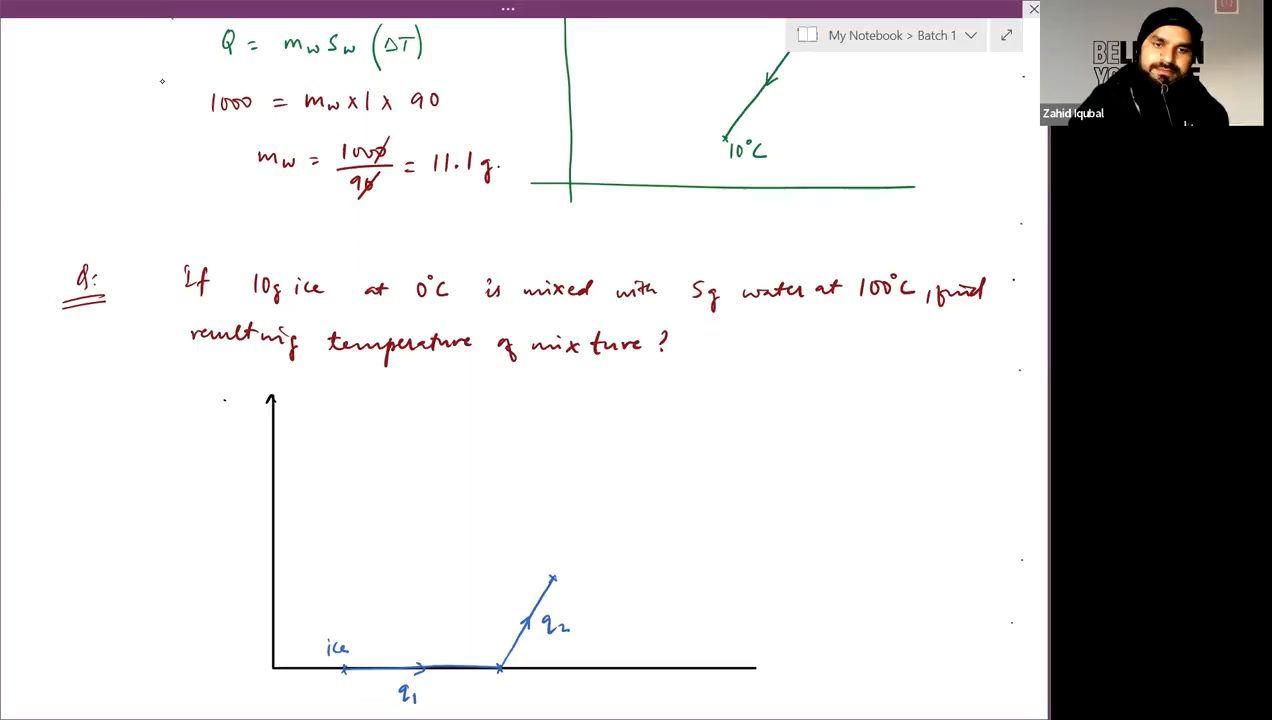 ...
My Notebook > Batch 1
Q = mw sw (ΔT)
BE
YO
Zahid Iqubal
1000 = mw x 1 x 90
10°C
mw = 1000/90 = 11.1 g.
Q: If 10g ice at 0°C is mixed with 5g water at 100°C, find
resulting temperature of mixture ?
q2
ice
q1